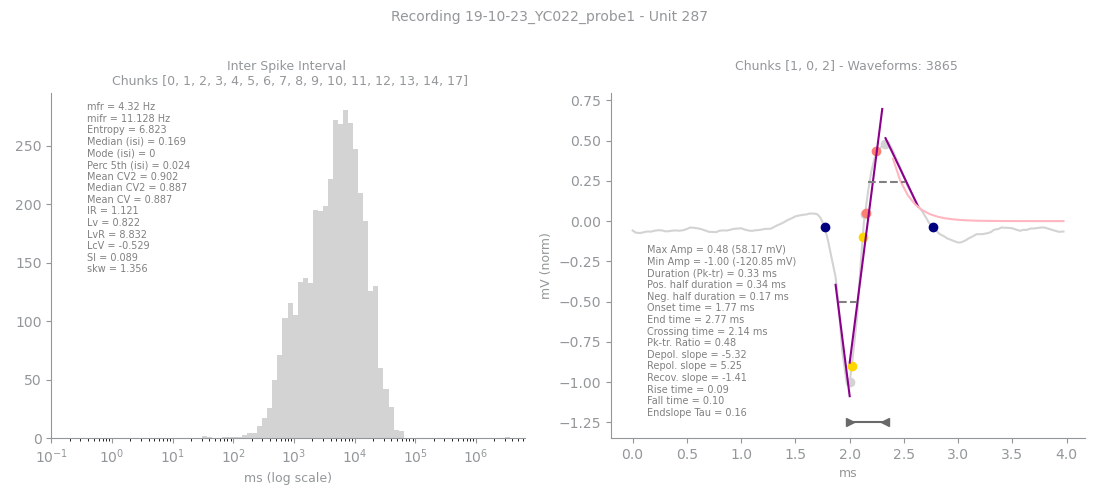 Recording 19-10-23_YC022_probe1 - Unit 287
Inter Spike Interval
Chunks [0, 1, 2, 3, 4, 5, 6, 7, 8, 9, 10, 11, 12, 13, 14, 17]
mfr = 4.32 Hz
mifr = 11.128 Hz
Entropy = 6.823
Median (isi) = 0.169
Mode (isi) = 0
Perc 5th (isi) = 0.024
Mean CV2 = 0.902
Median CV2 = 0.887
Mean CV = 0.887
IR = 1.121
Lv = 0.822
LvR = 8.832
LcV = -0.529
SI = 0.089
skw = 1.356
250
200
150
100
50
0
10⁻¹ 10⁰ 10¹ 10² 10³ 10⁴ 10⁵ 10⁶
ms (log scale)
Chunks [1, 0, 2] - Waveforms: 3865
0.75
0.50
0.25
0.00
−0.25
−0.50
−0.75
−1.00
−1.25
mV (norm)
Max Amp = 0.48 (58.17 mV)
Min Amp = -1.00 (-120.85 mV)
Duration (Pk-tr) = 0.33 ms
Pos. half duration = 0.34 ms
Neg. half duration = 0.17 ms
Onset time = 1.77 ms
End time = 2.77 ms
Crossing time = 2.14 ms
Pk-tr. Ratio = 0.48
Depol. slope = -5.32
Repol. slope = 5.25
Recov. slope = -1.41
Rise time = 0.09
Fall time = 0.10
Endslope Tau = 0.16
0.0 0.5 1.0 1.5 2.0 2.5 3.0 3.5 4.0
ms